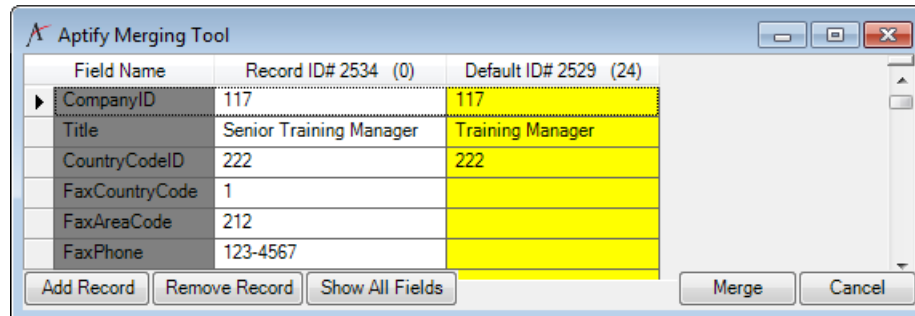 Aptify Merging Tool
Field Name Record ID# 2534 (0) Default ID# 2529 (24)
CompanyID 117 117
Title Senior Training Manager Training Manager
CountryCodeID 222 222
FaxCountryCode 1
FaxAreaCode 212
FaxPhone 123-4567
Add Record Remove Record Show All Fields Merge Cancel